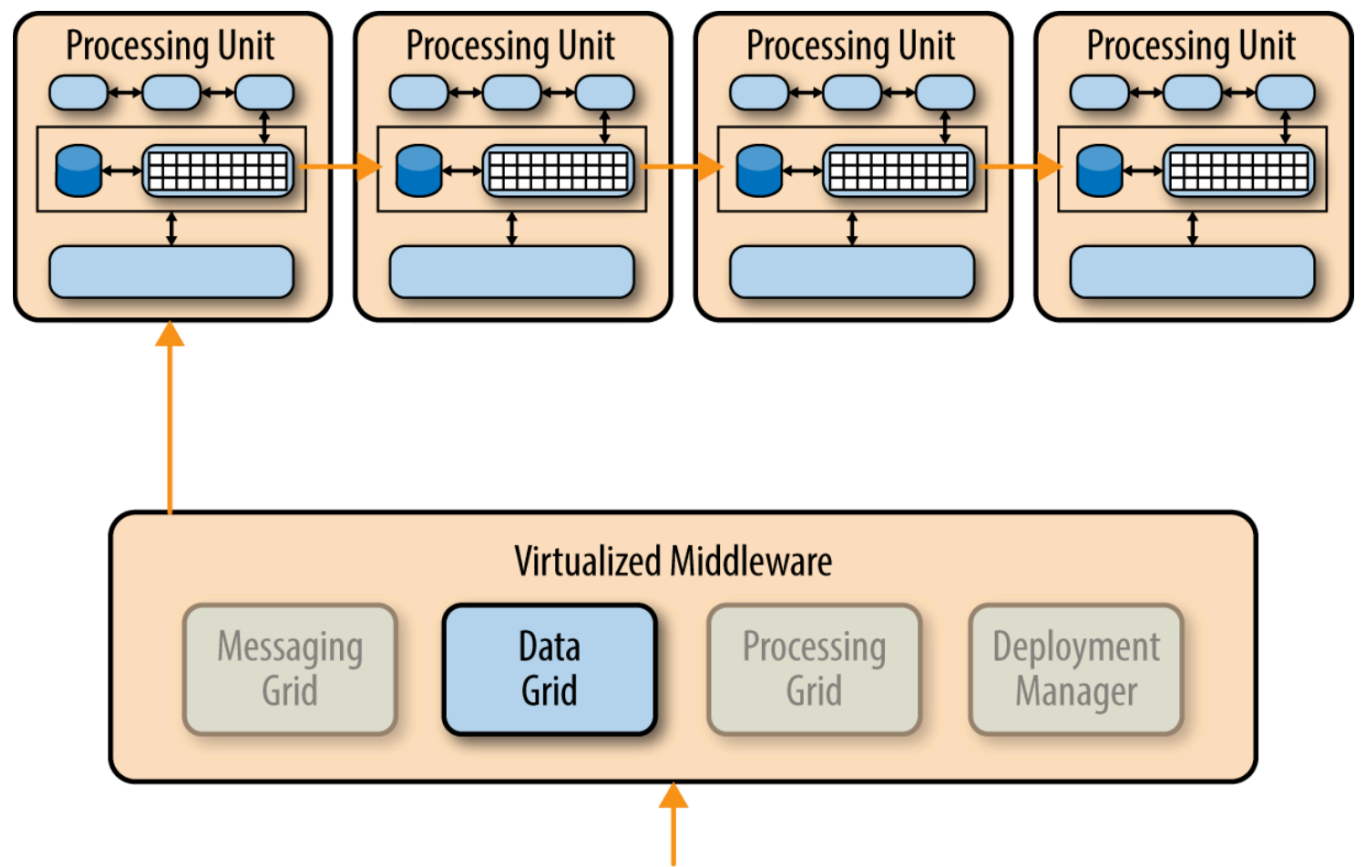 Processing Unit
Processing Unit
Processing Unit
Processing Unit
Virtualized Middleware
Messaging
Grid
Data
Grid
Processing
Grid
Deployment
Manager